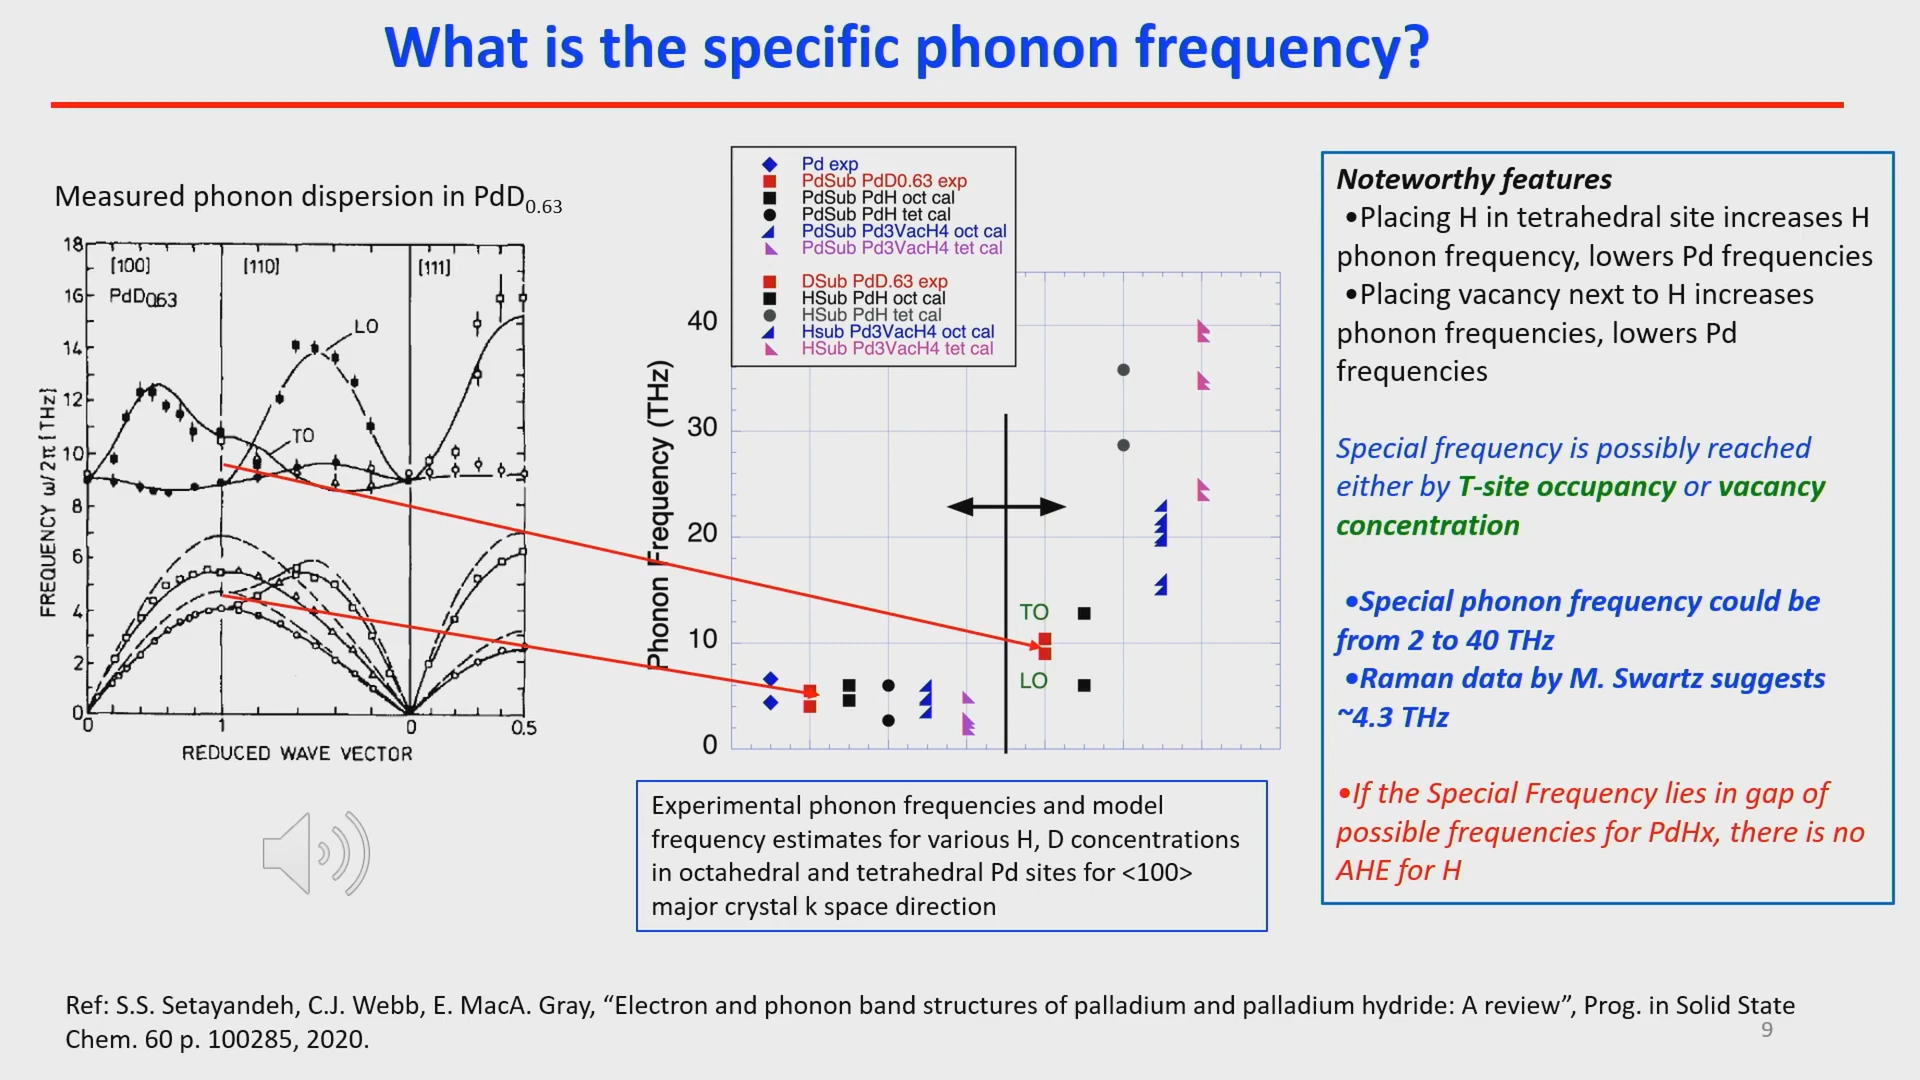 What is the specific phonon frequency?
Measured phonon dispersion in PdD0.63
18
16
14
12
10
8
6
4
2
0
FREQUENCY ω/2π [THz]
[100]
[110]
[111]
PdD0.63
LO
TO
0
1
0
0.5
REDUCED WAVE VECTOR
Pd exp
PdSub PdD0.63 exp
PdSub PdH oct cal
PdSub PdH tet cal
PdSub Pd3VacH4 oct cal
PdSub Pd3VacH4 tet cal
DSub PdD.63 exp
HSub PdH oct cal
HSub PdH tet cal
Hsub Pd3VacH4 oct cal
HSub Pd3VacH4 tet cal
Phonon Frequency (THz)
40
30
20
10
0
TO
LO
Experimental phonon frequencies and model
frequency estimates for various H, D concentrations
in octahedral and tetrahedral Pd sites for <100>
major crystal k space direction
Noteworthy features
•Placing H in tetrahedral site increases H
phonon frequency, lowers Pd frequencies
•Placing vacancy next to H increases
phonon frequencies, lowers Pd
frequencies
Special frequency is possibly reached
either by T-site occupancy or vacancy
concentration
•Special phonon frequency could be
from 2 to 40 THz
•Raman data by M. Swartz suggests
~4.3 THz
•If the Special Frequency lies in gap of
possible frequencies for PdHx, there is no
AHE for H
Ref: S.S. Setayandeh, C.J. Webb, E. MacA. Gray, “Electron and phonon band structures of palladium and palladium hydride: A review”, Prog. in Solid State
Chem. 60 p. 100285, 2020.
9